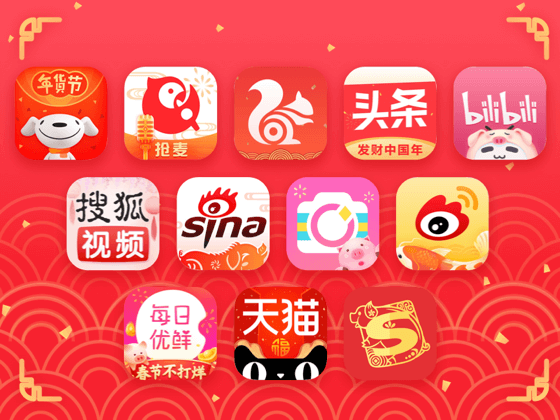 年货节
抢麦
头条
发财中国年
bilibili
搜狐
视频
sina
每日
优鲜
春节不打烊
天猫
福
S